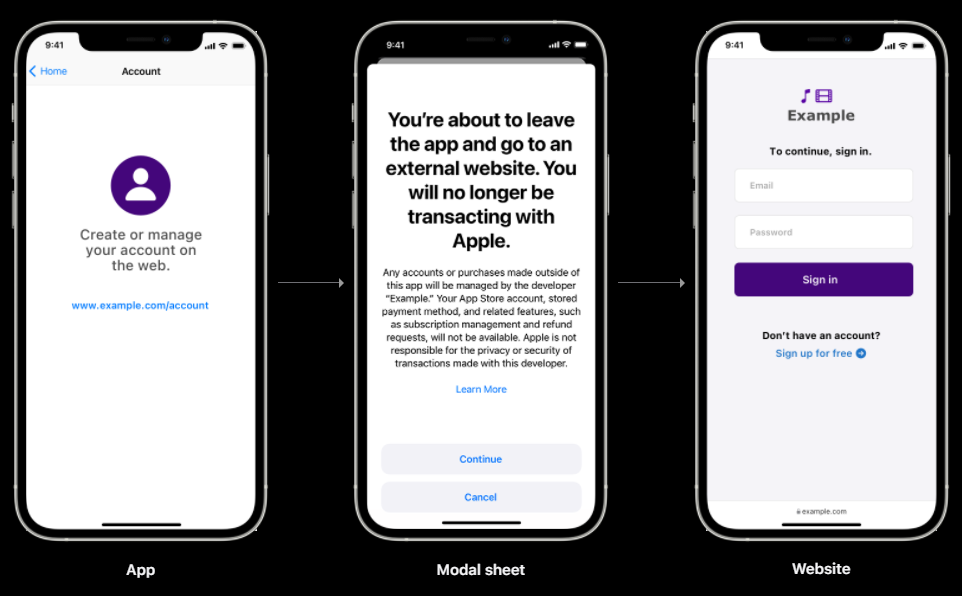 9:41
Home
Account
Create or manage
your account on
the web.
www.example.com/account
App
9:41
You're about to leave
the app and go to an
external website. You
will no longer be
transacting with
Apple.
Any accounts or purchases made outside of
this app will be managed by the developer
“Example.” Your App Store account, stored
payment method, and related features, such
as subscription management and refund
requests, will not be available. Apple is not
responsible for the privacy or security of
transactions made with this developer.
Learn More
Continue
Cancel
Modal sheet
9:41
Example
To continue, sign in.
Email
Password
Sign in
Don't have an account?
Sign up for free
example.com
Website